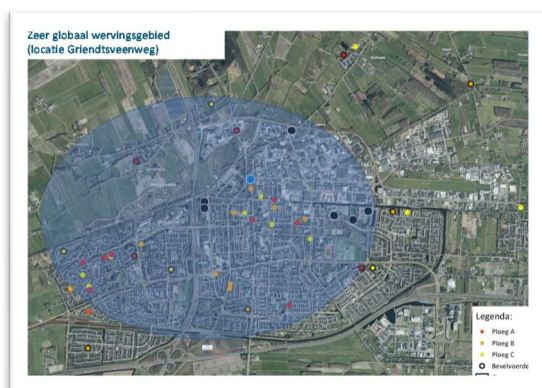 Zeer globaal wervingsgebied
(locatie Griendtsveenweg)
Legenda:
Ploeg A
Ploeg B
Ploeg C
Bevelvoerde